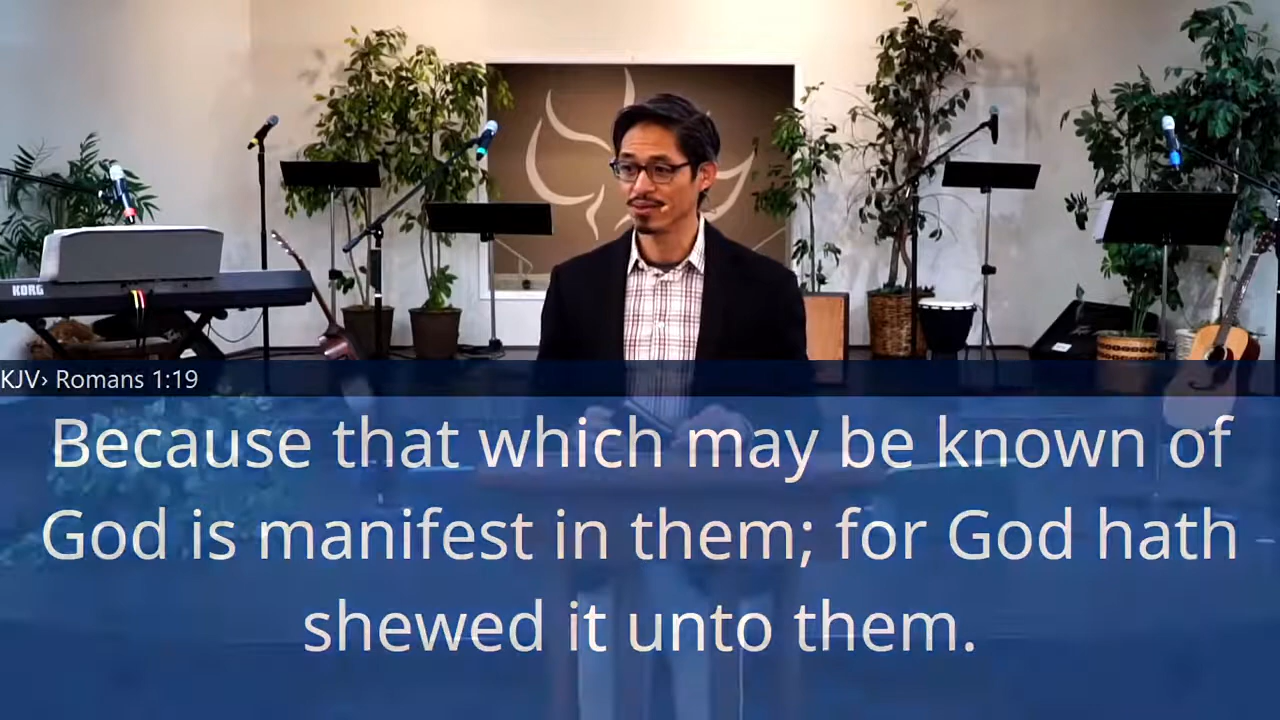 KORG
KJV› Romans 1:19
Because that which may be known of
God is manifest in them; for God hath
shewed it unto them.